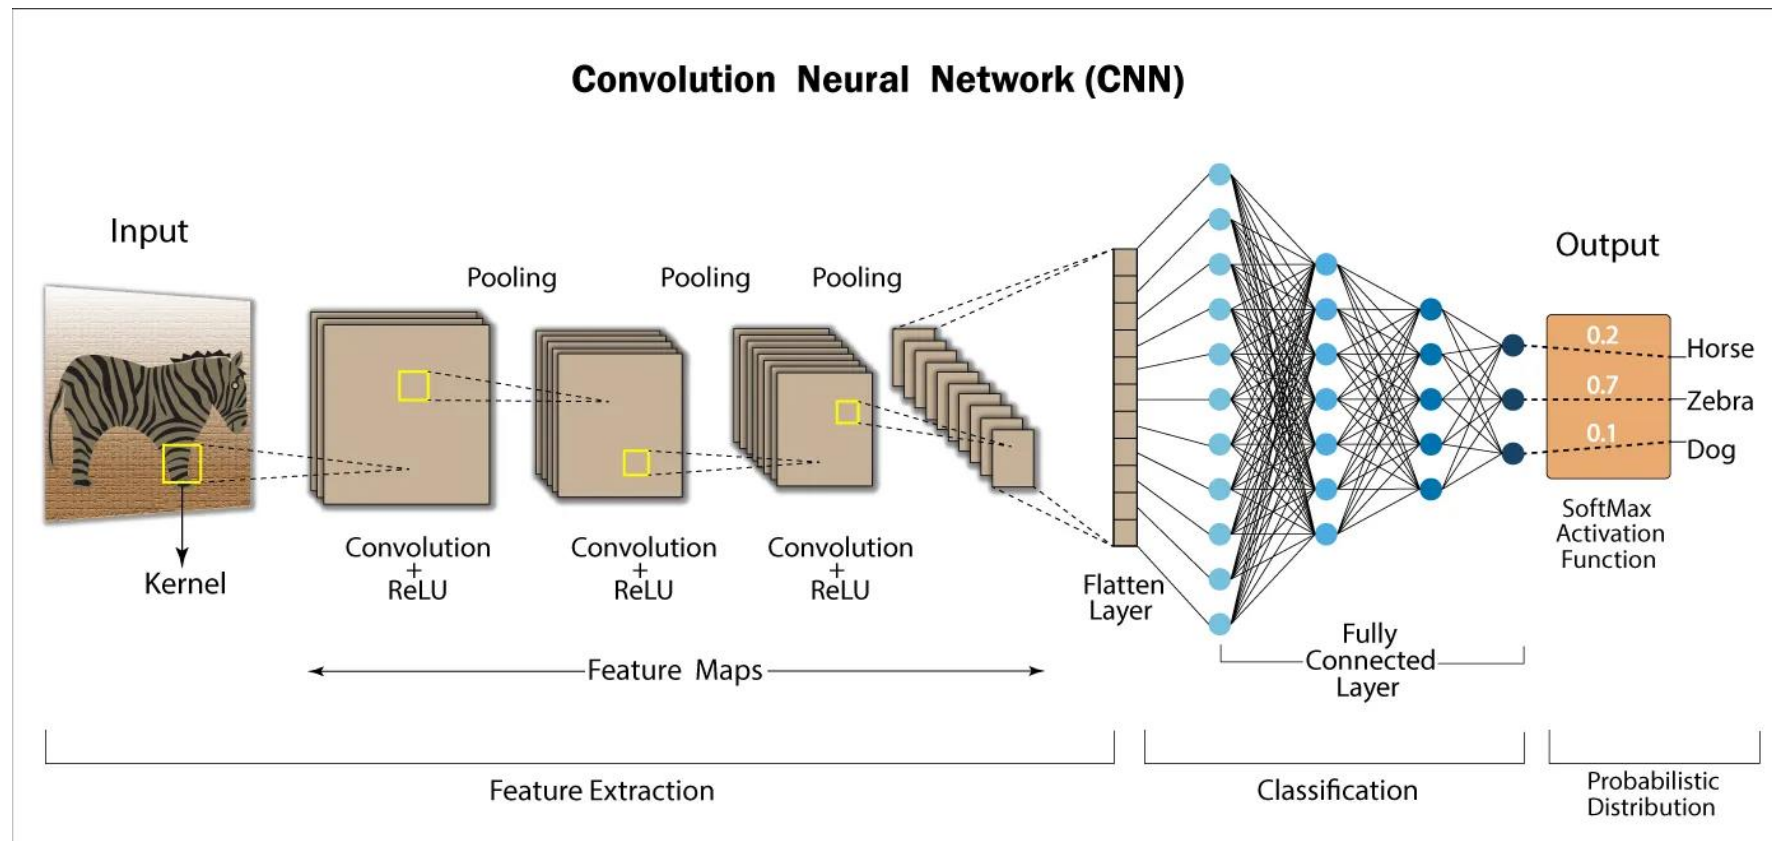 Convolution Neural Network (CNN)
Input
Kernel
Pooling
Pooling
Pooling
Convolution
+
ReLU
Convolution
+
ReLU
Convolution
+
ReLU
Feature Maps
Flatten
Layer
Fully
Connected
Layer
Output
0.2
Horse
0.7
Zebra
0.1
Dog
SoftMax
Activation
Function
Feature Extraction
Classification
Probabilistic
Distribution